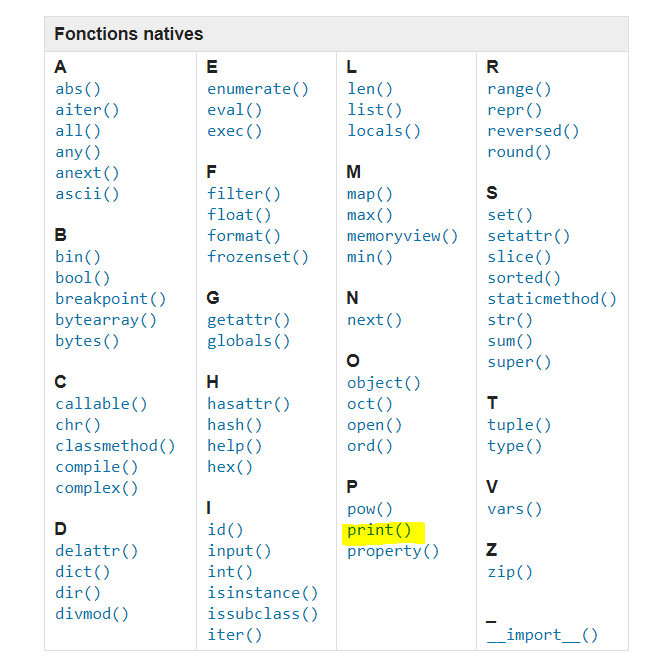 Fonctions natives
A
abs()
aiter()
all()
any()
anext()
ascii()
B
bin()
bool()
breakpoint()
bytearray()
bytes()
C
callable()
chr()
classmethod()
compile()
complex()
D
delattr()
dict()
dir()
divmod()
E
enumerate()
eval()
exec()
F
filter()
float()
format()
frozenset()
G
getattr()
globals()
H
hasattr()
hash()
help()
hex()
I
id()
input()
int()
isinstance()
issubclass()
iter()
L
len()
list()
locals()
M
map()
max()
memoryview()
min()
N
next()
O
object()
oct()
open()
ord()
P
pow()
print()
property()
R
range()
repr()
reversed()
round()
S
set()
setattr()
slice()
sorted()
staticmethod()
str()
sum()
super()
T
tuple()
type()
V
vars()
Z
zip()
_
__import__()